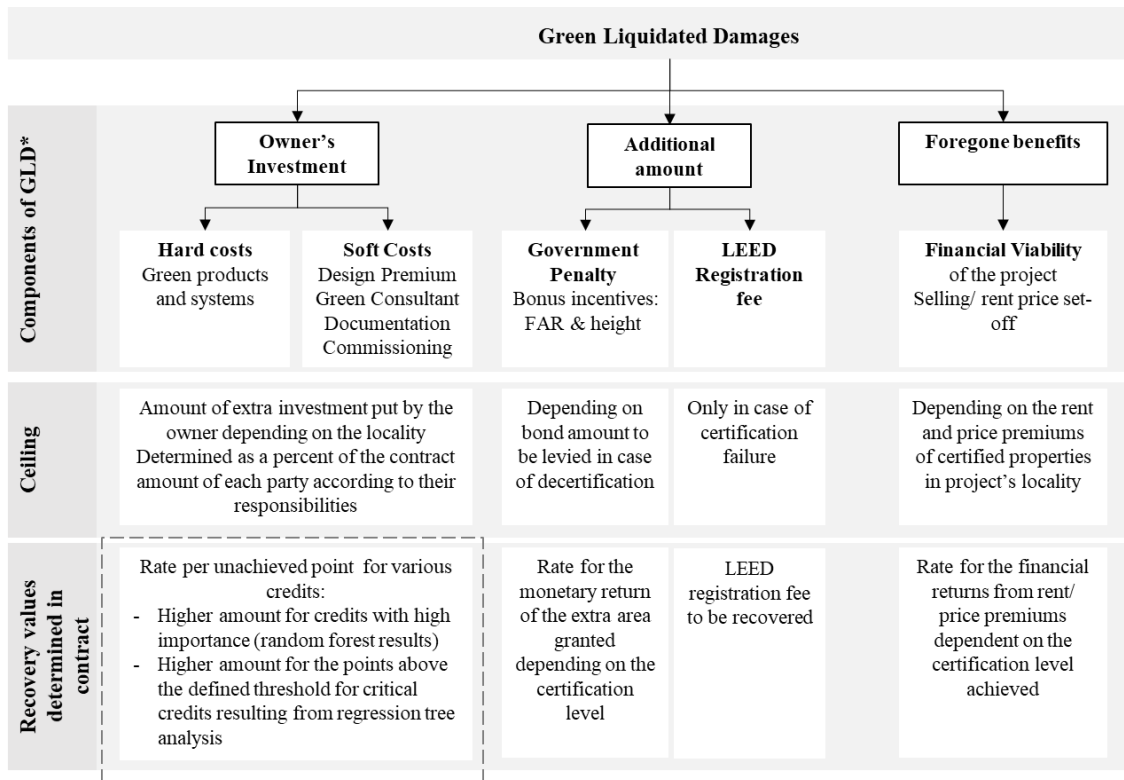 Green Liquidated Damages
Components of GLD*
Owner's
Investment
Additional
amount
Foregone benefits
Hard costs
Green products
and systems
Soft Costs
Design Premium
Green Consultant
Documentation
Commissioning
Government
Penalty
Bonus incentives:
FAR & height
LEED
Registration
fee
Financial Viability
of the project
Selling/ rent price set-
off
Ceiling
Amount of extra investment put by the
owner depending on the locality
Determined as a percent of the contract
amount of each party according to their
responsibilities
Depending on
bond amount to
be levied in case
of decertification
Only in case of
certification
failure
Depending on the rent
and price premiums
of certified properties
in project's locality
Recovery values
determined in
contract
Rate per unachieved point for various
credits:
- Higher amount for credits with high
importance (random forest results)
- Higher amount for the points above
the defined threshold for critical
credits resulting from regression tree
analysis
Rate for the
monetary return
of the extra area
granted
depending on the
certification
level
LEED
registration fee
to be recovered
Rate for the financial
returns from rent/
price premiums
dependent on the
certification level
achieved